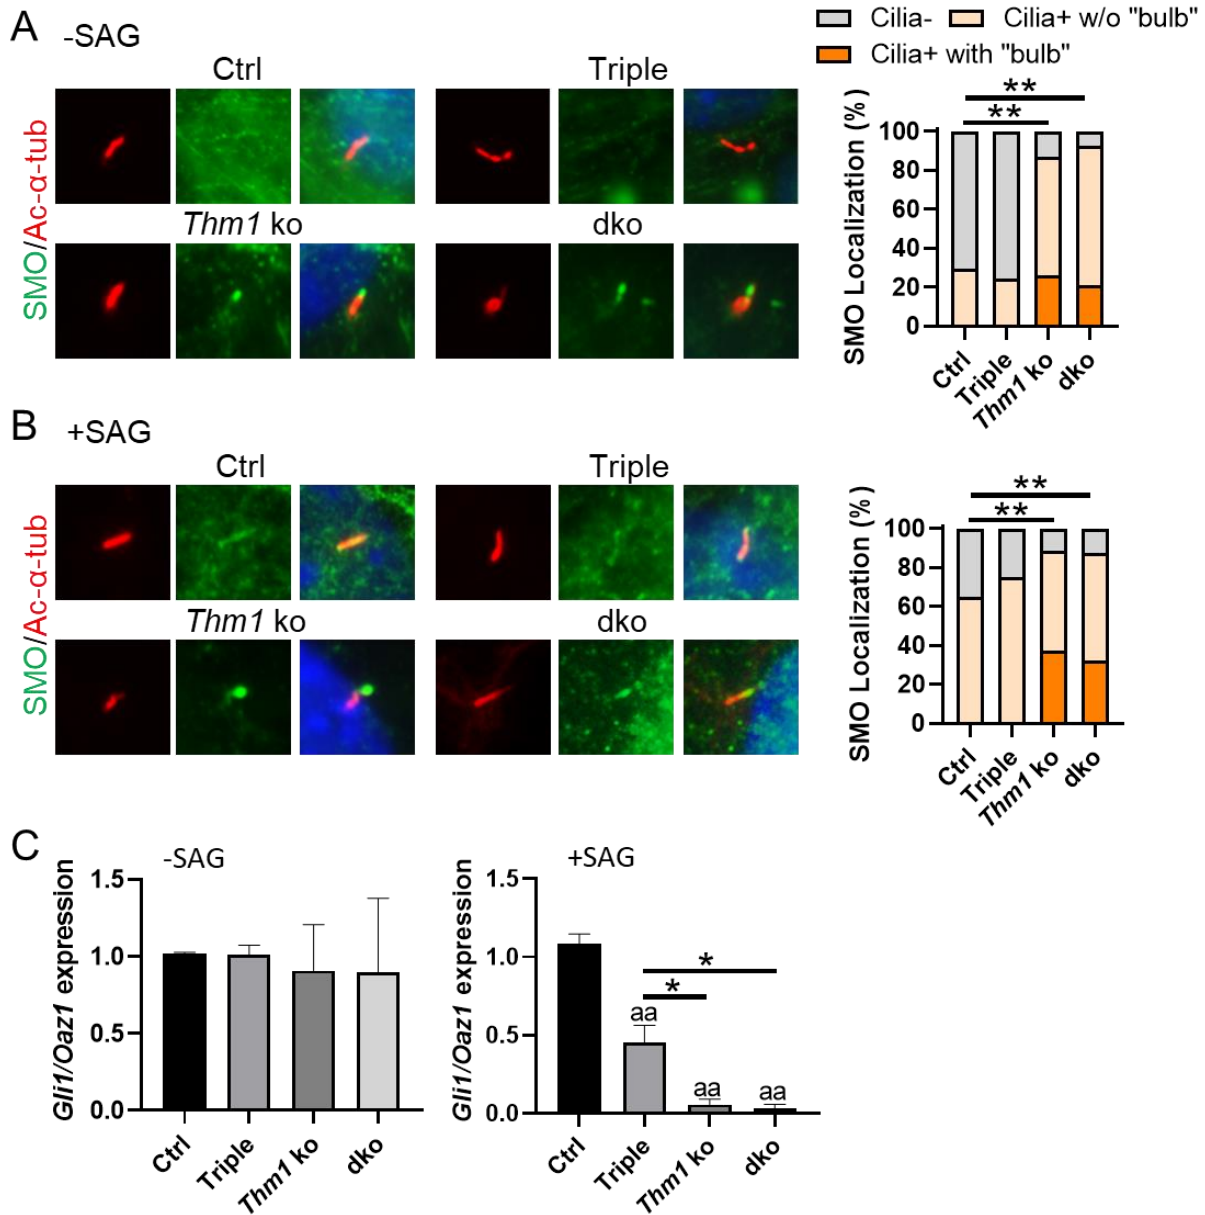 A
-SAG
Cilia- Cilia+ w/o "bulb"
Cilia+ with "bulb"
Ctrl
Triple
SMO/Ac-α-tub
Thm1 ko
dko
SMO Localization (%)
**
**
100
80
60
40
20
0
Ctrl
Triple
Thm1 ko
dko
B
+SAG
Ctrl
Triple
SMO/Ac-α-tub
Thm1 ko
dko
SMO Localization (%)
**
**
100
80
60
40
20
0
Ctrl
Triple
Thm1 ko
dko
C
-SAG
Gli1/Oaz1 expression
1.5
1.0
0.5
0.0
Ctrl
Triple
Thm1 ko
dko
+SAG
Gli1/Oaz1 expression
1.5
1.0
0.5
0.0
*
*
aa
aa
aa
Ctrl
Triple
Thm1 ko
dko